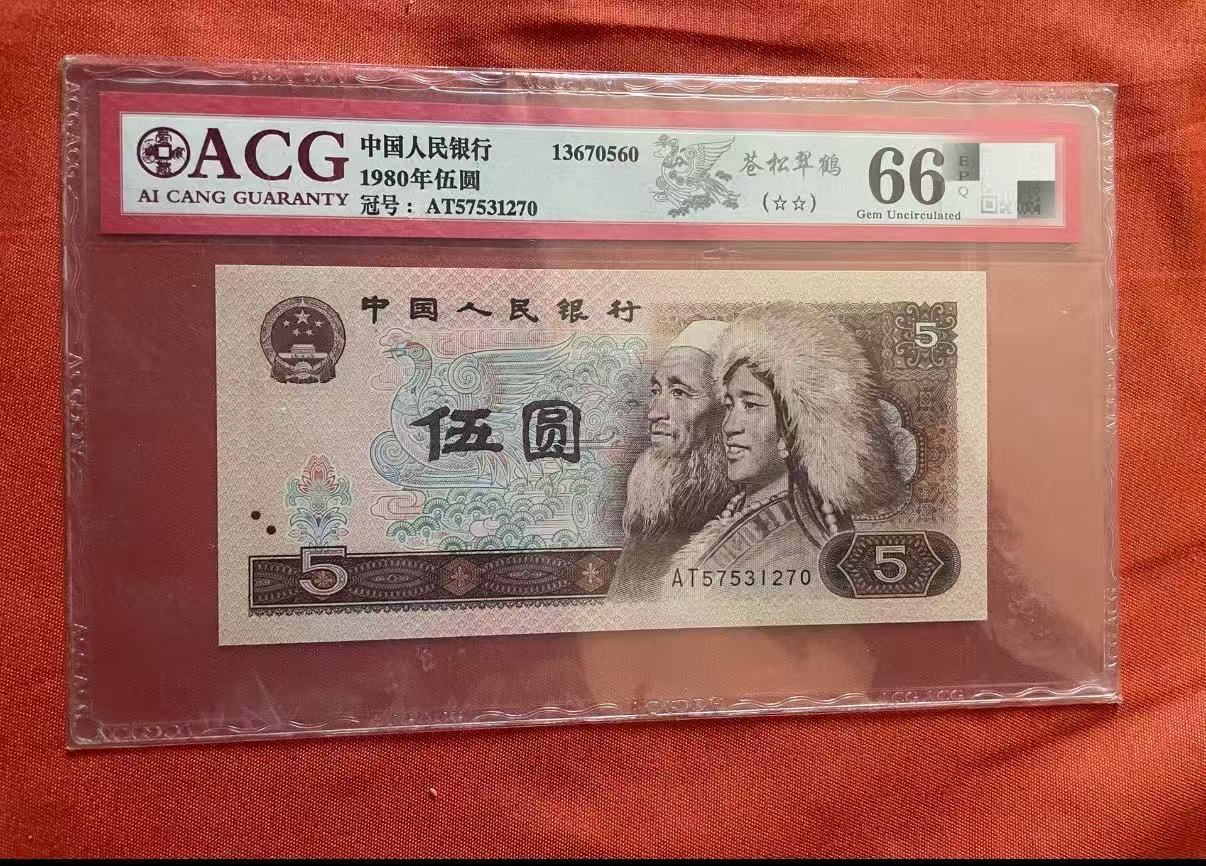 ACG
AI CANG GUARANTY
中国人民银行
1980年伍圆
冠号：AT57531270
13670560
苍松翠鹤
(☆☆)
66
EPQ
Gem Uncirculated
中国人民银行
5
伍圆
5
AT57531270
5